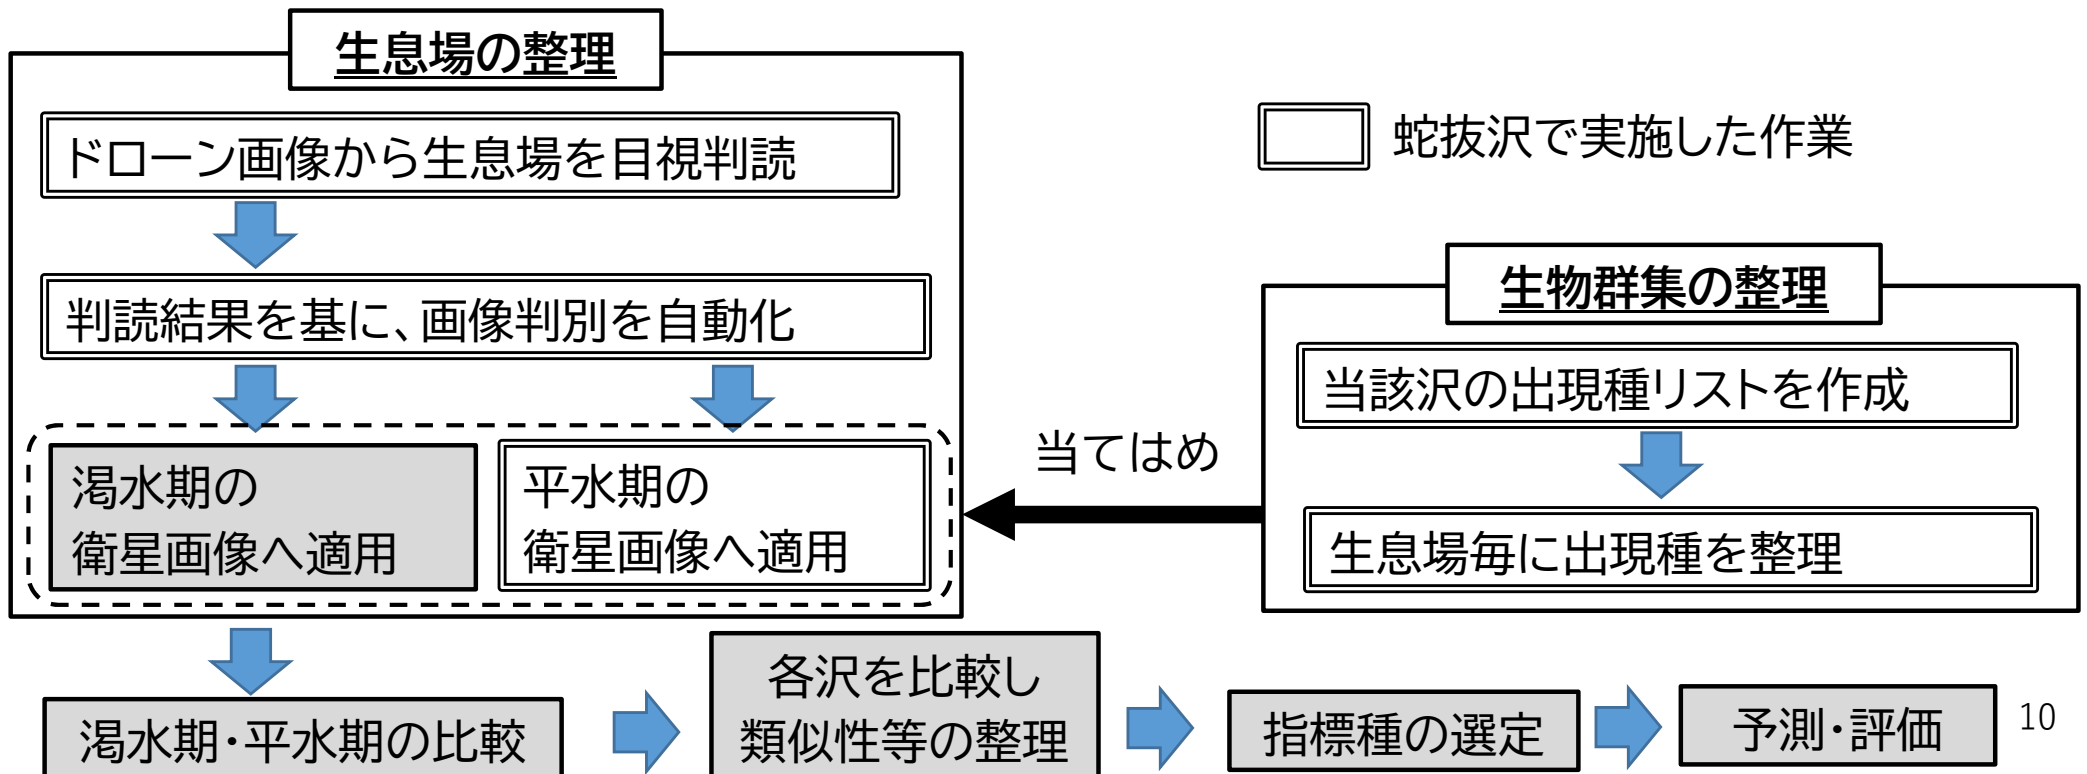 生息場の整理
ドローン画像から生息場を目視判読
判読結果を基に、画像判別を自動化
渇水期の
衛星画像へ適用
平水期の
衛星画像へ適用
蛇抜沢で実施した作業
生物群集の整理
当該沢の出現種リストを作成
生息場毎に出現種を整理
当てはめ
渇水期・平水期の比較
各沢を比較し
類似性等の整理
指標種の選定
予測・評価
10